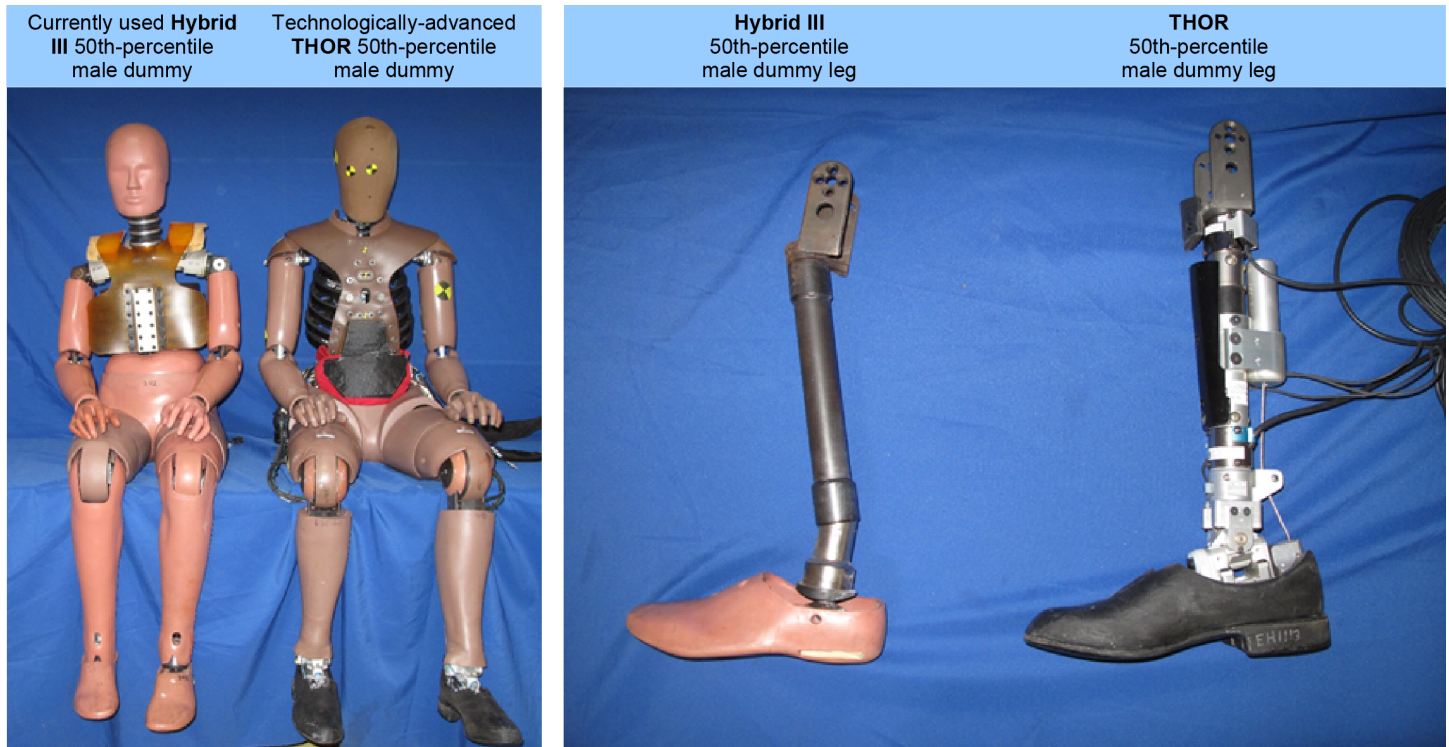 Currently used Hybrid
III 50th-percentile
male dummy
Technologically-advanced
THOR 50th-percentile
male dummy
Hybrid III
50th-percentile
male dummy leg
THOR
50th-percentile
male dummy leg
EH1113